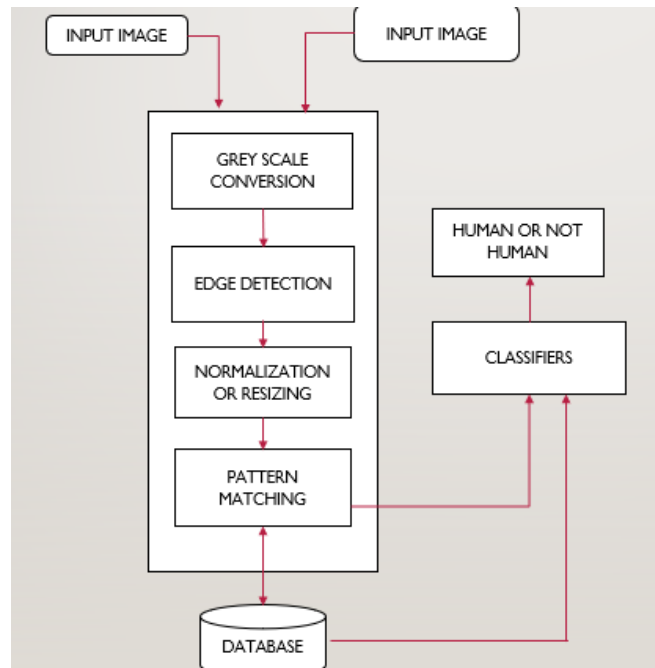 INPUT IMAGE
INPUT IMAGE
GREY SCALE
CONVERSION
EDGE DETECTION
NORMALIZATION
OR RESIZING
PATTERN
MATCHING
DATABASE
HUMAN OR NOT
HUMAN
CLASSIFIERS